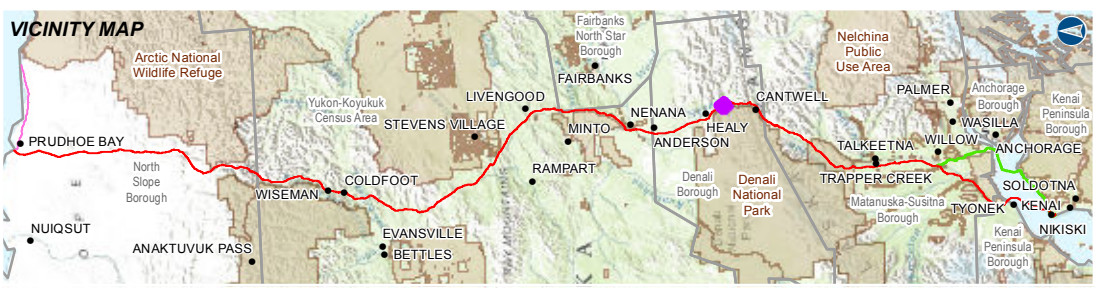 VICINITY MAP
Arctic National
Wildlife Refuge
Fairbanks
North Star
Borough
FAIRBANKS
Nelchina
Public
Use Area
PALMER
Anchorage
Borough
WASILLA
Kenai
Peninsula
Borough
Yukon-Koyukuk
Census Area
LIVENGOOD
STEVENS VILLAGE
MINTO
NENANA
ANDERSON
HEALY
CANTWELL
TALKEETNA
WILLOW
ANCHORAGE
PRUDHOE BAY
North
Slope
Borough
WISEMAN
COLDFOOT
RAMPART
Denali
Borough
Denali
National
Park
TRAPPER CREEK
Matanuska-Susitna
Borough
TYONEK
SOLDOTNA
KENAI
NIKISKI
Kenai
Peninsula
Borough
NUIQSUT
ANAKTUVUK PASS
EVANSVILLE
BETTLES